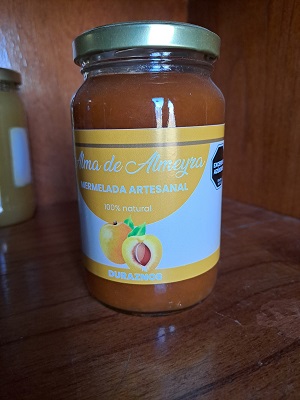 Alma de Almeyra
MERMELADA ARTESANAL
100% natural
DURAZNOS